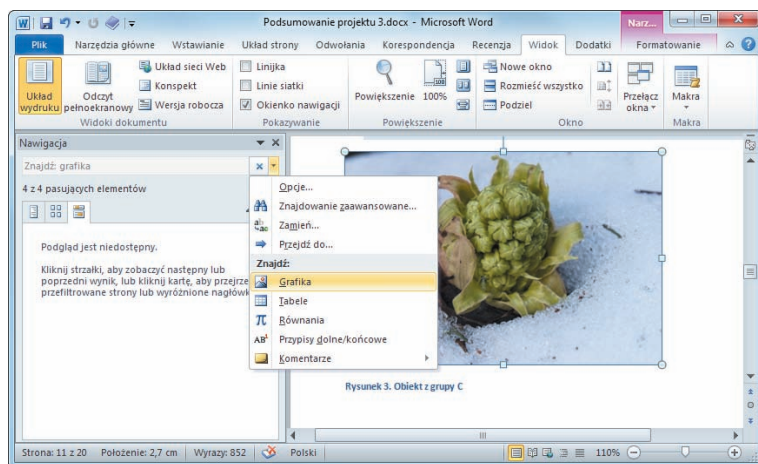 Podsumowanie projektu 3.docx - Microsoft Word
Narz...
Plik Narzędzia główne Wstawianie Układ strony Odwołania Korespondencja Recenzja Widok Dodatki Formatowanie
Układ wydruku
Odczyt pełnoekranowy
Układ sieci Web
Konspekt
Wersja robocza
Widoki dokumentu
Linijka
Linie siatki
Okienko nawigacji
Pokazywanie
Powiększenie
100%
Powiększenie
Nowe okno
Rozmieść wszystko
Podziel
Przełącz okna
Okno
Makra
Makra
Nawigacja
Znajdź: grafika
4 z 4 pasujących elementów
Podgląd jest niedostępny.
Kliknij strzałki, aby zobaczyć następny lub
poprzedni wynik, lub kliknij kartę, aby
przefiltrowane strony lub wyróżnione
Opcje...
Znajdowanie zaawansowane...
Zamień...
Przejdź do...
Znajdź:
Grafika
Tabele
Równania
Przypisy dolne/końcowe
Komentarze
Rysunek 3. Obiekt z grupy C
Strona: 11 z 20 Położenie: 2,7 cm Wyrazy: 852 Polski 110%